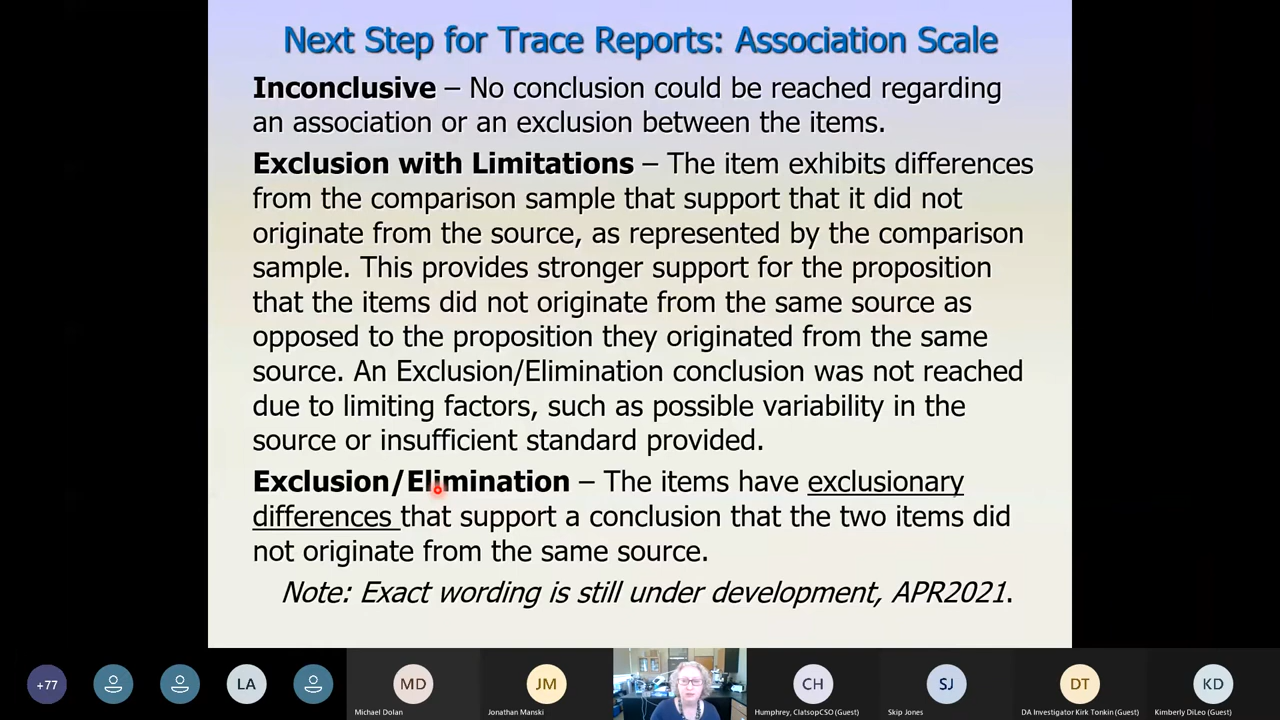 Next Step for Trace Reports: Association Scale
Inconclusive – No conclusion could be reached regarding
an association or an exclusion between the items.
Exclusion with Limitations – The item exhibits differences
from the comparison sample that support that it did not
originate from the source, as represented by the comparison
sample. This provides stronger support for the proposition
that the items did not originate from the same source as
opposed to the proposition they originated from the same
source. An Exclusion/Elimination conclusion was not reached
due to limiting factors, such as possible variability in the
source or insufficient standard provided.
Exclusion/Elimination – The items have exclusionary
differences that support a conclusion that the two items did
not originate from the same source.
Note: Exact wording is still under development, APR2021.
+77
LA
MD
JM
CH
SJ
DT
KD
Michael Dolan
Jonathan Manski
Humphrey, ClatsopCSO (Guest)
Skip Jones
DA Investigator Kirk Tonkin (Guest)
Kimberly DiLeo (Guest)